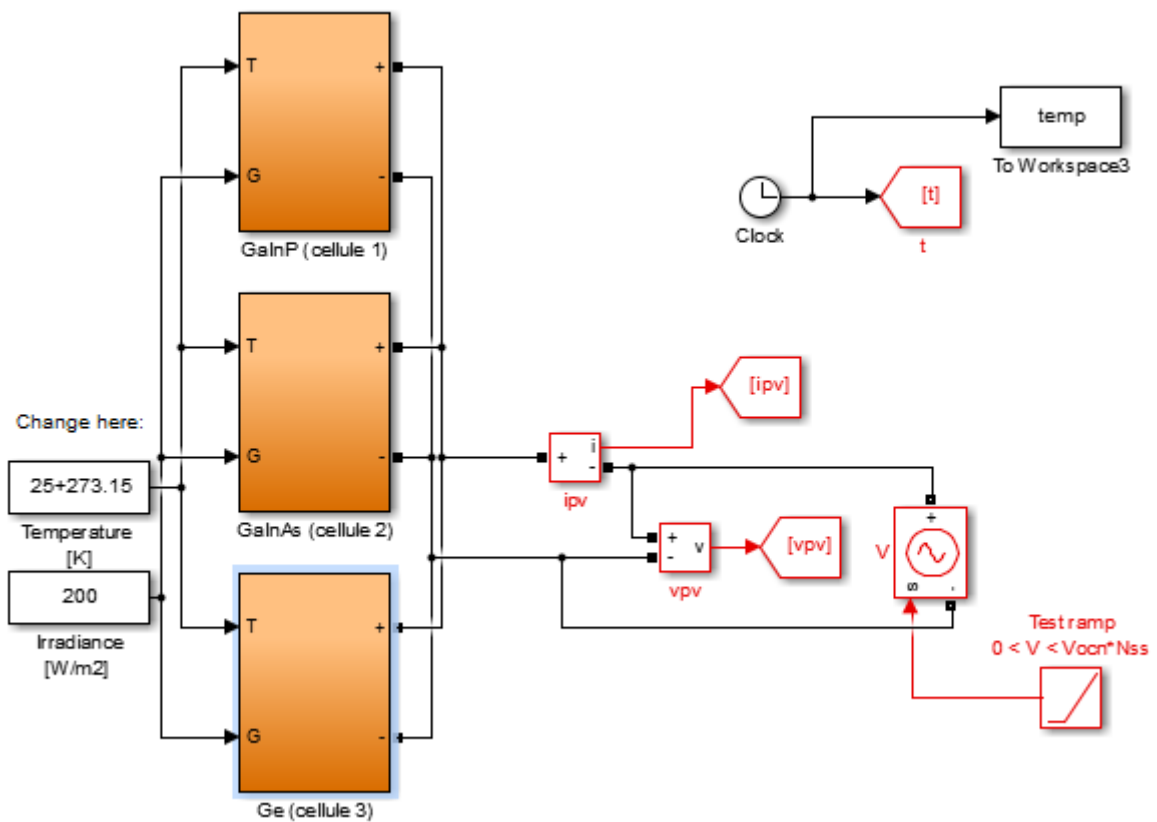 T
+
G
-
GaInP (cellule 1)
temp
To Workspace3
[t]
Clock
t
T
+
G
-
GaInAs (cellule 2)
Change here:
25+273.15
Temperature
[K]
200
Irradiance
[W/m2]
T
+
G
-
Ge (cellule 3)
[ipv]
+
i
-
ipv
+
-
v
vpv
[vpv]
V
+
s
-
Test ramp
0 < V < Vocn*Nss